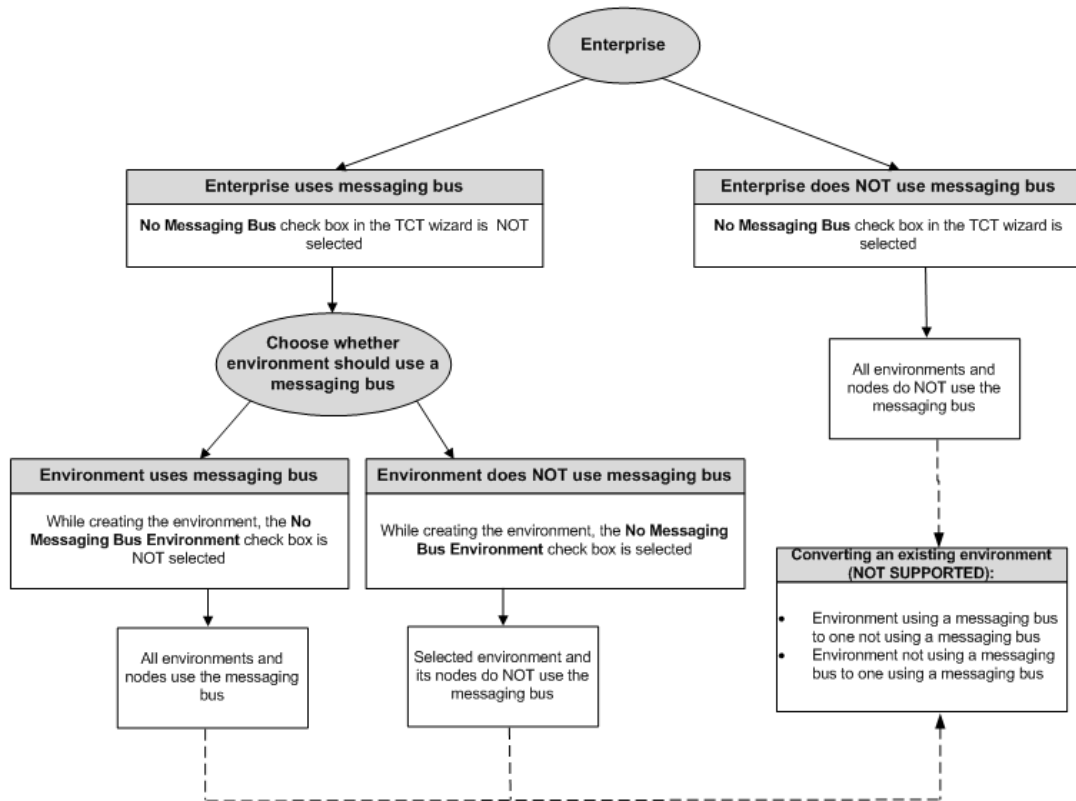 Enterprise
Enterprise uses messaging bus
No Messaging Bus check box in the TCT wizard is NOT
selected
Enterprise does NOT use messaging bus
No Messaging Bus check box in the TCT wizard is
selected
Choose whether
environment should use a
messaging bus
All environments and
nodes do NOT use the
messaging bus
Environment uses messaging bus
While creating the environment, the No
Messaging Bus Environment check box is
NOT selected
Environment does NOT use messaging bus
While creating the environment, the No Messaging
Bus Environment check box is selected
Converting an existing environment
(NOT SUPPORTED):
• Environment using a messaging bus
to one not using a messaging bus
• Environment not using a messaging
bus to one using a messaging bus
All environments and
nodes use the messaging
bus
Selected environment and
its nodes do NOT use the
messaging bus